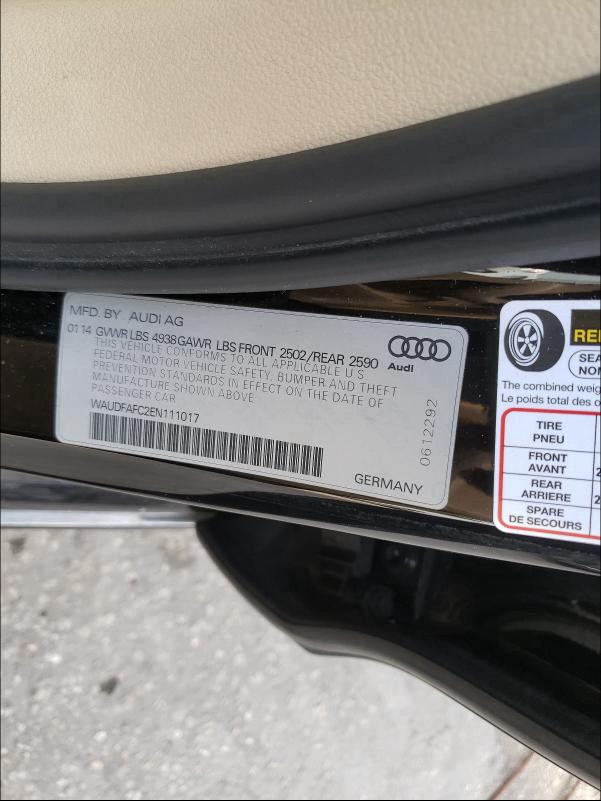 MFD. BY AUDI AG
01 14 GVWR LBS 4938 GAWR LBS FRONT 2502/REAR 2590
THIS VEHICLE CONFORMS TO ALL APPLICABLE U S
FEDERAL MOTOR VEHICLE SAFETY, BUMPER AND THEFT
PREVENTION STANDARDS IN EFFECT ON THE DATE OF
MANUFACTURE SHOWN ABOVE
PASSENGER CAR
WAUDFAFC2EN111017
Audi
0612292
GERMANY
The combined
Le poids total des
TIRE
PNEU
FRONT
AVANT
REAR
ARRIERE
SPARE
DE SECOURS